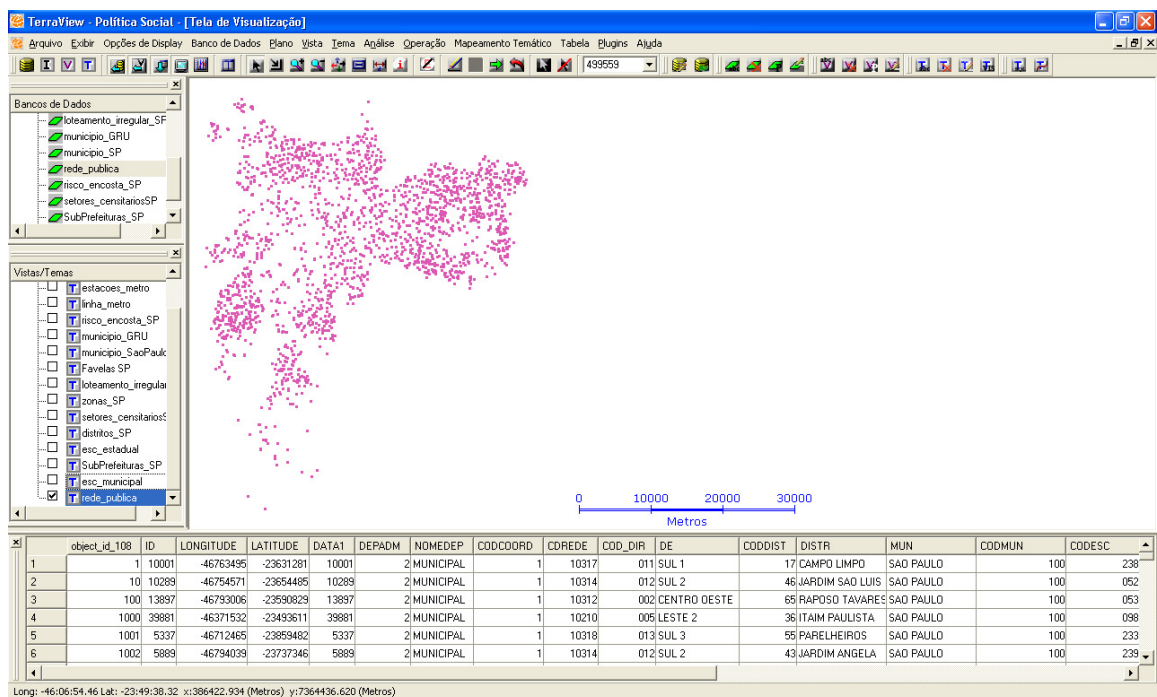 TerraView - Política Social - [Tela de Visualização]
Arquivo Exibir Opções de Display Banco de Dados Plano Vista Tema Análise Operação Mapeamento Temático Tabela Plugins Ajuda
499559
Bancos de Dados
loteamento_irregular_SF
municipio_GRU
municipio_SP
rede_publica
risco_encosta_SP
setores_censitariosSP
SubPrefeituras_SP
Vistas/Temas
estacoes_metro
linha_metro
risco_encosta_SP
municipio_GRU
municipio_SaoPaulo
Favelas SP
loteamento_irregular
zonas_SP
setores_censitariosS
distritos_SP
esc_estadual
SubPrefeituras_SP
esc_municipal
rede_publica
0 10000 20000 30000
Metros
object_id_108 ID LONGITUDE LATITUDE DATA1 DEPADM NOMEDEP CODCOORD CDREDE COD_DIR DE CODDIST DISTR MUN CODMUN CODESC
1 1 10001 -46763495 -23631281 10001 2 MUNICIPAL 1 10317 011 SUL 1 17 CAMPO LIMPO SAO PAULO 100 238
2 10 10289 -46754571 -23654485 10289 2 MUNICIPAL 1 10314 012 SUL 2 46 JARDIM SAO LUIS SAO PAULO 100 052
3 100 13897 -46793006 -23590829 13897 2 MUNICIPAL 1 10312 002 CENTRO OESTE 65 RAPOSO TAVARES SAO PAULO 100 053
4 1000 39881 -46371532 -23493611 39881 2 MUNICIPAL 1 10210 005 LESTE 2 36 ITAIM PAULISTA SAO PAULO 100 098
5 1001 5337 -46712465 -23859482 5337 2 MUNICIPAL 1 10318 013 SUL 3 55 PARELHEIROS SAO PAULO 100 233
6 1002 5889 -46794039 -23737346 5889 2 MUNICIPAL 1 10314 012 SUL 2 43 JARDIM ANGELA SAO PAULO 100 239
Long: -46:06:54.46 Lat: -23:49:38.32 x:386422.934 (Metros) y:7364436.620 (Metros)